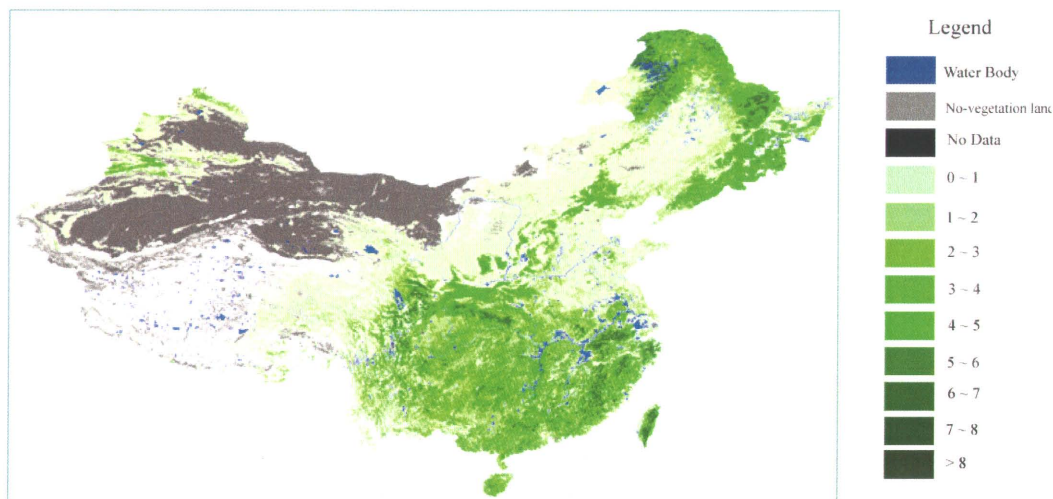 Legend
Water Body
No-vegetation land
No Data
0 ~ 1
1 ~ 2
2 ~ 3
3 ~ 4
4 ~ 5
5 ~ 6
6 ~ 7
7 ~ 8
> 8